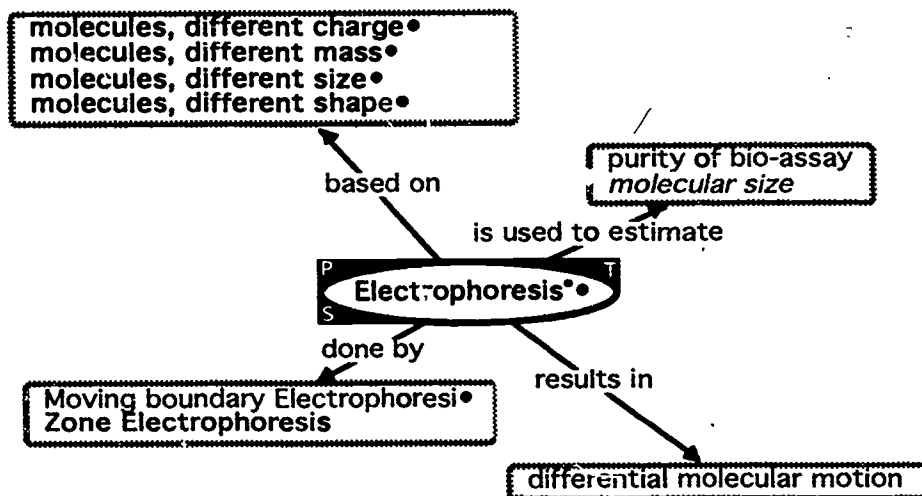 molecules, different charge•
molecules, different mass•
molecules, different size•
molecules, different shape•
based on
purity of bio-assay
molecular size
is used to estimate
P
T
Electrophoresis*•
S
done by
Moving boundary Electrophoresi•
Zone Electrophoresis
results in
differential molecular motion